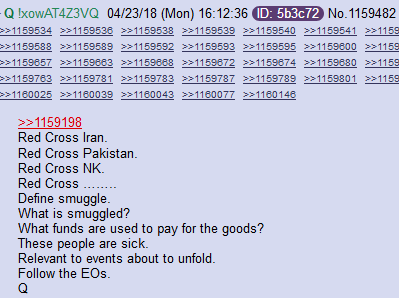 Q !xowAT4Z3VQ 04/23/18 (Mon) 16:12:36 ID: 5b3c72 No.1159482
>>1159534 >>1159536 >>1159538 >>1159539 >>1159540 >>1159541 >>1159
>>1159588 >>1159589 >>1159592 >>1159593 >>1159595 >>1159600 >>1159
>>1159657 >>1159663 >>1159668 >>1159672 >>1159674 >>1159680 >>1159
>>1159763 >>1159781 >>1159783 >>1159787 >>1159789 >>1159801 >>1159
>>1160025 >>1160039 >>1160043 >>1160077 >>1160146
>>1159198
Red Cross Iran.
Red Cross Pakistan.
Red Cross NK.
Red Cross ……..
Define smuggle.
What is smuggled?
What funds are used to pay for the goods?
These people are sick.
Relevant to events about to unfold.
Follow the EOs.
Q